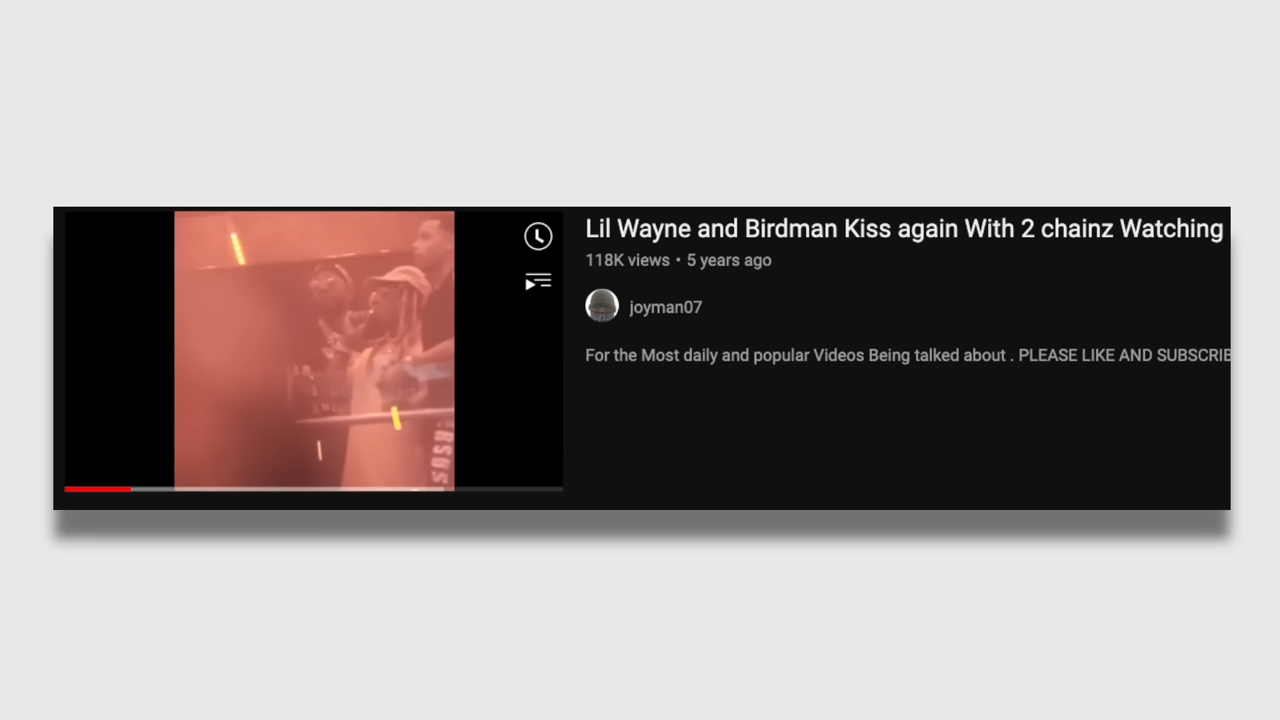 Lil Wayne and Birdman Kiss again With 2 chainz Watching
118K views • 5 years ago
joyman07
For the Most daily and popular Videos Being talked about . PLEASE LIKE AND SUBSCRIB